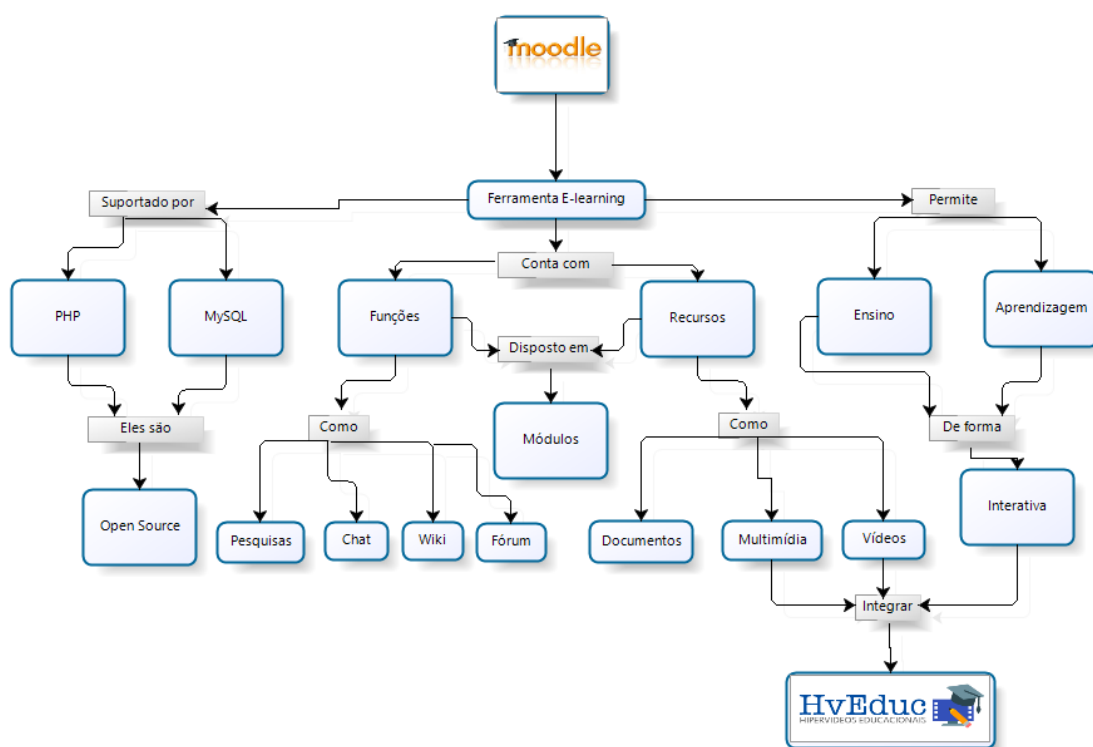 moodle
Suportado por
Ferramenta E-learning
Permite
Conta com
PHP
MySQL
Funções
Recursos
Ensino
Aprendizagem
Disposto em
Eles são
Como
Módulos
Como
De forma
Open Source
Pesquisas
Chat
Wiki
Fórum
Documentos
Multimídia
Vídeos
Interativa
Integrar
HvEduc
HIPERVIDEOS EDUCACIONAIS